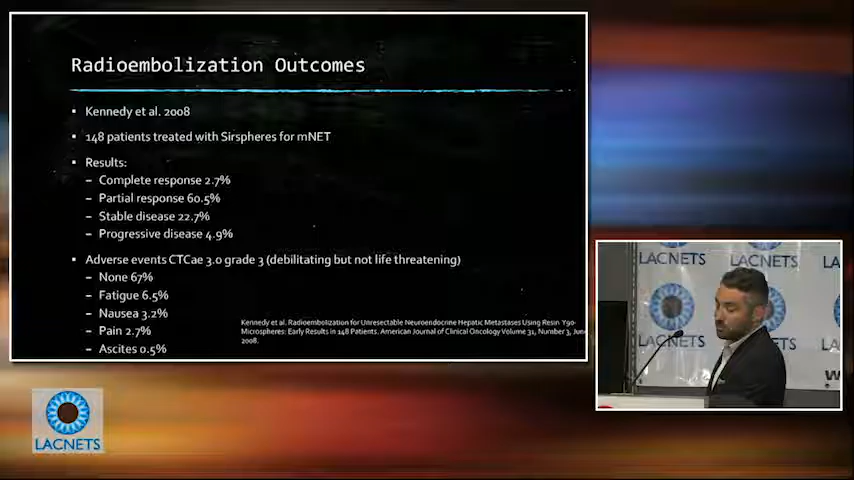 Radioembolization Outcomes
▪ Kennedy et al. 2008
▪ 148 patients treated with Sirspheres for mNET
▪ Results:
– Complete response 2.7%
– Partial response 60.5%
– Stable disease 22.7%
– Progressive disease 4.9%
▪ Adverse events CTCae 3.0 grade 3 (debilitating but not life threatening)
– None 67%
– Fatigue 6.5%
– Nausea 3.2%
– Pain 2.7%
– Ascites 0.5%
Kennedy et al. Radioembolization for Unresectable Neuroendocrine Hepatic Metastases Using Resin Y90-
Microspheres: Early Results in 148 Patients. American Journal of Clinical Oncology Volume 31, Number 3, June
2008.
LACNETS
LACNETS
LACNETS
LACNETS